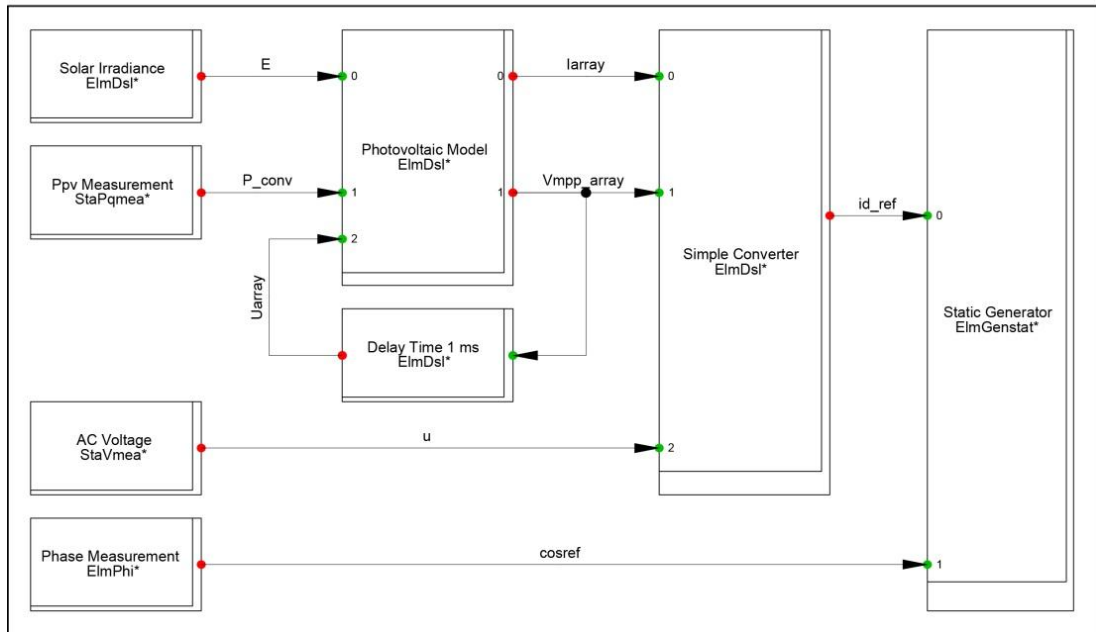 Solar Irradiance
ElmDsl*
E
0
0
Iarray
0
Photovoltaic Model
ElmDsl*
Ppv Measurement
StaPqmea*
P_conv
1
1
Vmpp_array
1
2
id_ref
0
Simple Converter
ElmDsl*
Uarray
Static Generator
ElmGenstat*
Delay Time 1 ms
ElmDsl*
AC Voltage
StaVmea*
u
2
Phase Measurement
ElmPhi*
cosref
1